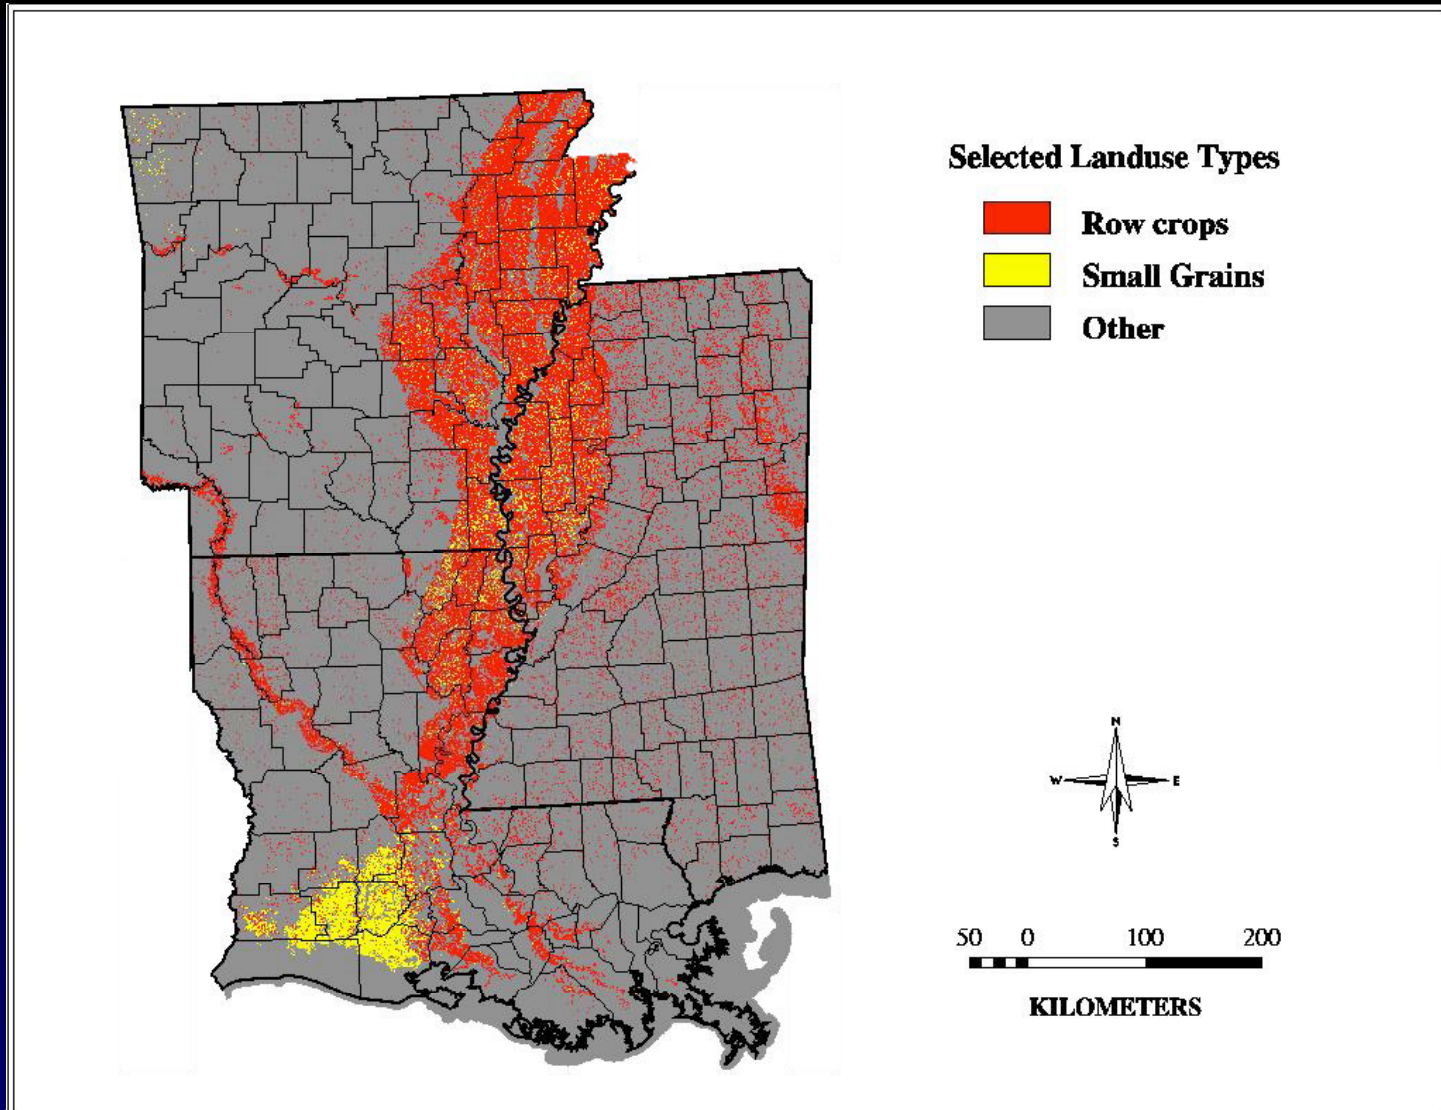 Selected Landuse Types
Row crops
Small Grains
Other
N
W E
S
50 0 100 200
KILOMETERS